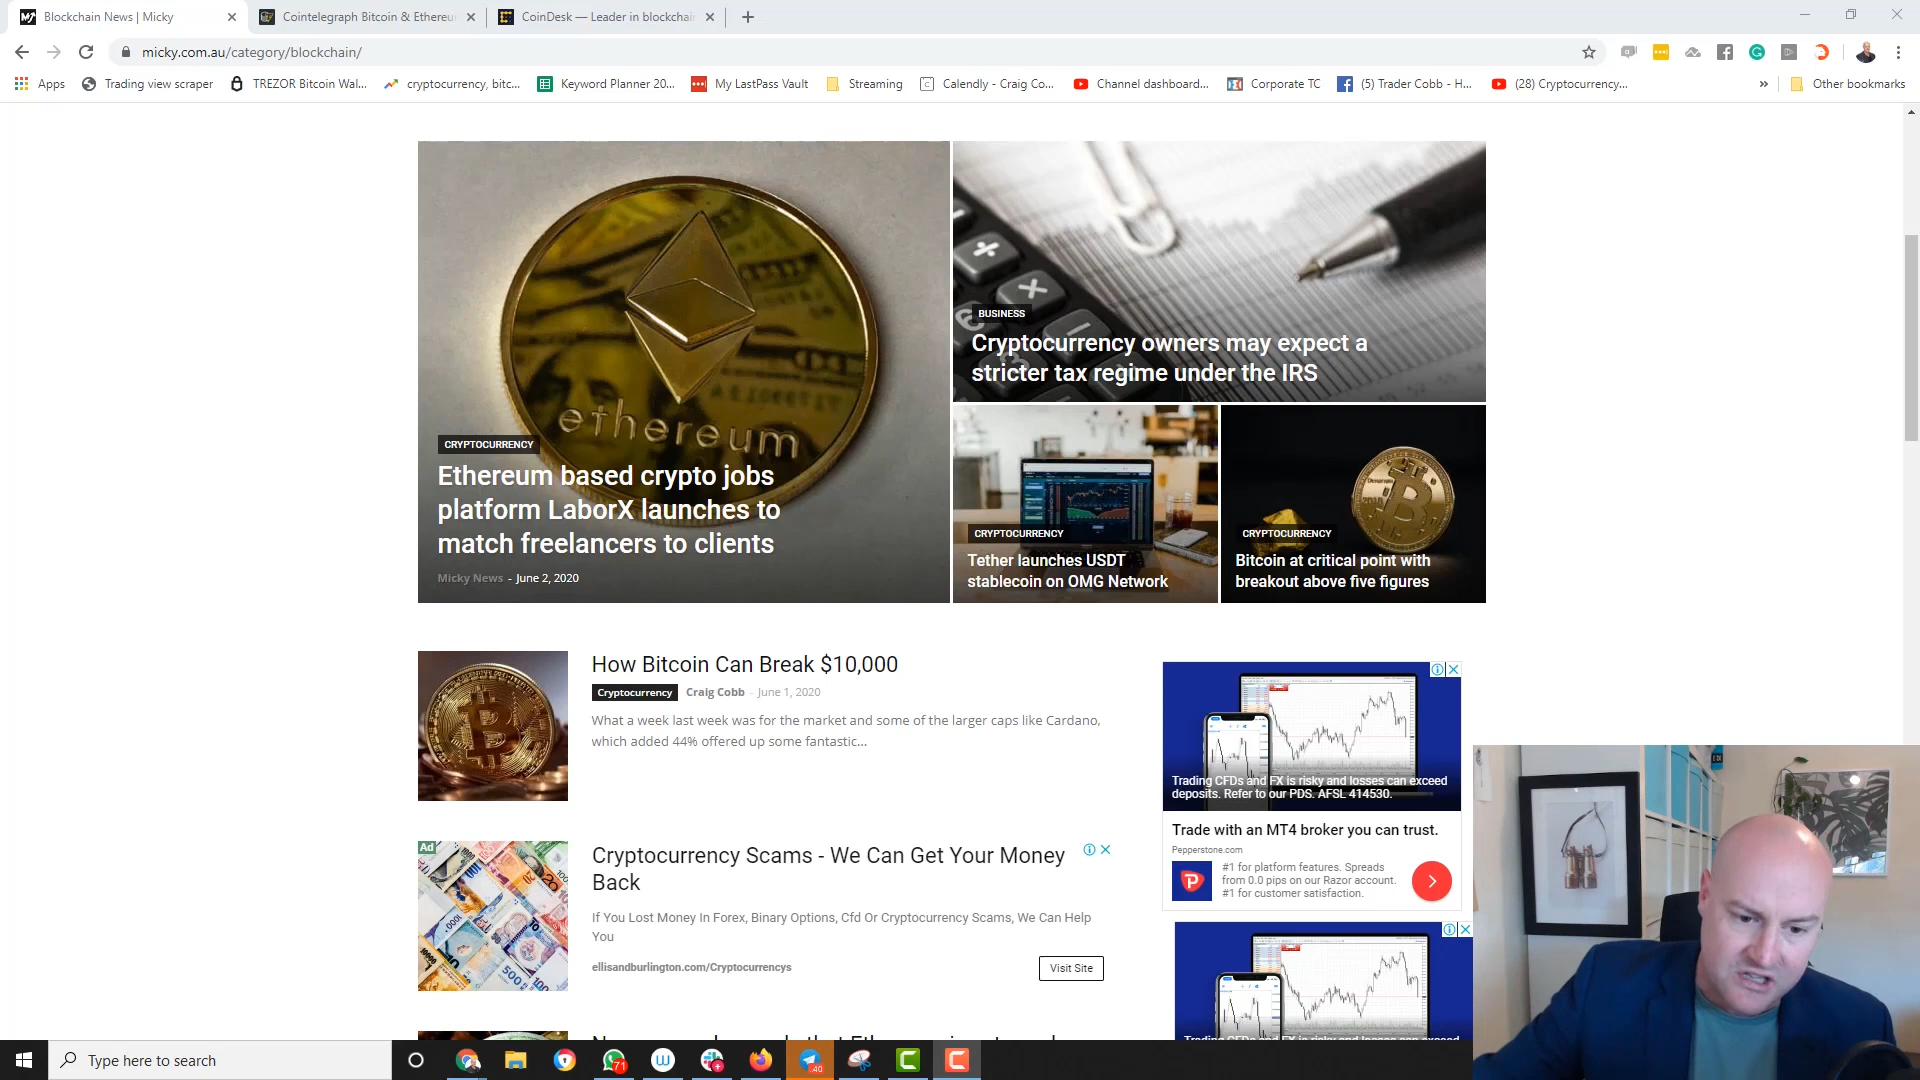 Blockchain News | Micky
Cointelegraph Bitcoin & Ethereu
CoinDesk — Leader in blockchain
micky.com.au/category/blockchain/
Apps
Trading view scraper
TREZOR Bitcoin Wal...
cryptocurrency, bitc...
Keyword Planner 20...
My LastPass Vault
Streaming
Calendly - Craig Co...
Channel dashboard...
Corporate TC
(5) Trader Cobb - H...
(28) Cryptocurrency...
»
Other bookmarks
ethereum
CRYPTOCURRENCY
Ethereum based crypto jobs
platform LaborX launches to
match freelancers to clients
Micky News - June 2, 2020
BUSINESS
Cryptocurrency owners may expect a
stricter tax regime under the IRS
CRYPTOCURRENCY
Tether launches USDT
stablecoin on OMG Network
CRYPTOCURRENCY
Bitcoin at critical point with
breakout above five figures
How Bitcoin Can Break $10,000
Cryptocurrency Craig Cobb - June 1, 2020
What a week last week was for the market and some of the larger caps like Cardano,
which added 44% offered up some fantastic...
Ad
Cryptocurrency Scams - We Can Get Your Money
Back
If You Lost Money In Forex, Binary Options, Cfd Or Cryptocurrency Scams, We Can Help
You
ellisandburlington.com/Cryptocurrencys
Visit Site
Trading CFDs and FX is risky and losses can exceed
deposits. Refer to our PDS. AFSL 414530.
Trade with an MT4 broker you can trust.
Pepperstone.com
#1 for platform features. Spreads
from 0.0 pips on our Razor account.
#1 for customer satisfaction.
Type here to search
71
40